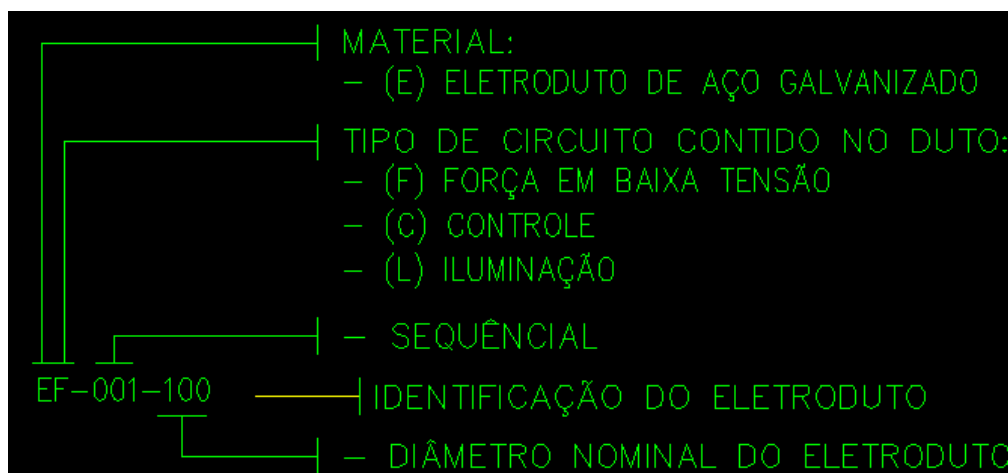 MATERIAL:
– (E) ELETRODUTO DE AÇO GALVANIZADO
TIPO DE CIRCUITO CONTIDO NO DUTO:
– (F) FORÇA EM BAIXA TENSÃO
– (C) CONTROLE
– (L) ILUMINAÇÃO
– SEQUÊNCIAL
EF-001-100
IDENTIFICAÇÃO DO ELETRODUTO
– DIÂMETRO NOMINAL DO ELETRODUTO